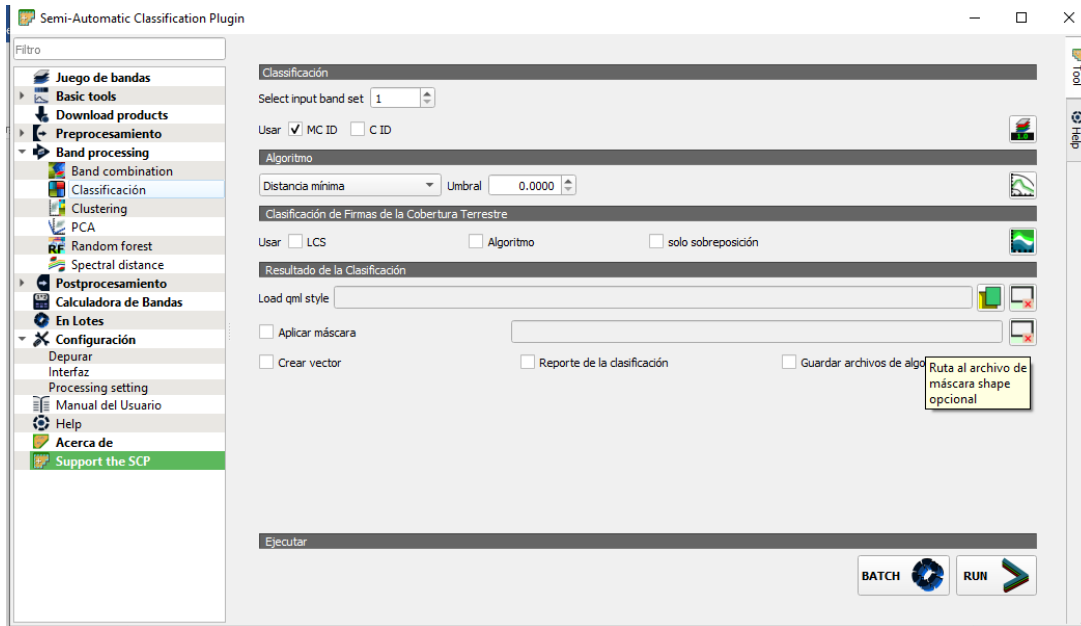 Semi-Automatic Classification Plugin
Filtro
Juego de bandas
Basic tools
Download products
Preprocesamiento
Band processing
Band combination
Classificación
Clustering
PCA
RF Random forest
Spectral distance
Postprocesamiento
Calculadora de Bandas
En Lotes
Configuración
Depurar
Interfaz
Processing setting
Manual del Usuario
Help
Acerca de
Support the SCP
Classificación
Select input band set 1
Usar MC ID C ID
1.0
Algoritmo
Distancia mínima Umbral 0.0000
Clasificación de Firmas de la Cobertura Terrestre
Usar LCS Algoritmo solo sobreposición
Resultado de la Clasificación
Load qml style
Aplicar máscara
Crear vector Reporte de la clasificación Guardar archivos de algo
Ruta al archivo de
máscara shape
opcional
Ejecutar
BATCH RUN
Tool
Help